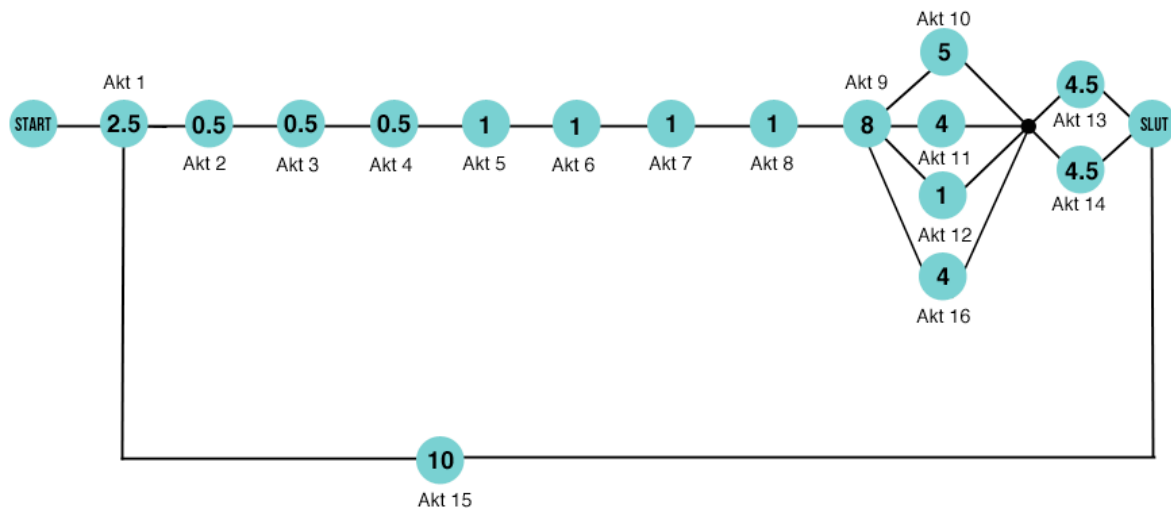 Akt 10
5
Akt 1
Akt 9
4.5
START
2.5
0.5
0.5
0.5
1
1
1
1
8
4
Akt 13
SLUT
Akt 2
Akt 3
Akt 4
Akt 5
Akt 6
Akt 7
Akt 8
Akt 11
4.5
1
Akt 14
Akt 12
4
Akt 16
10
Akt 15